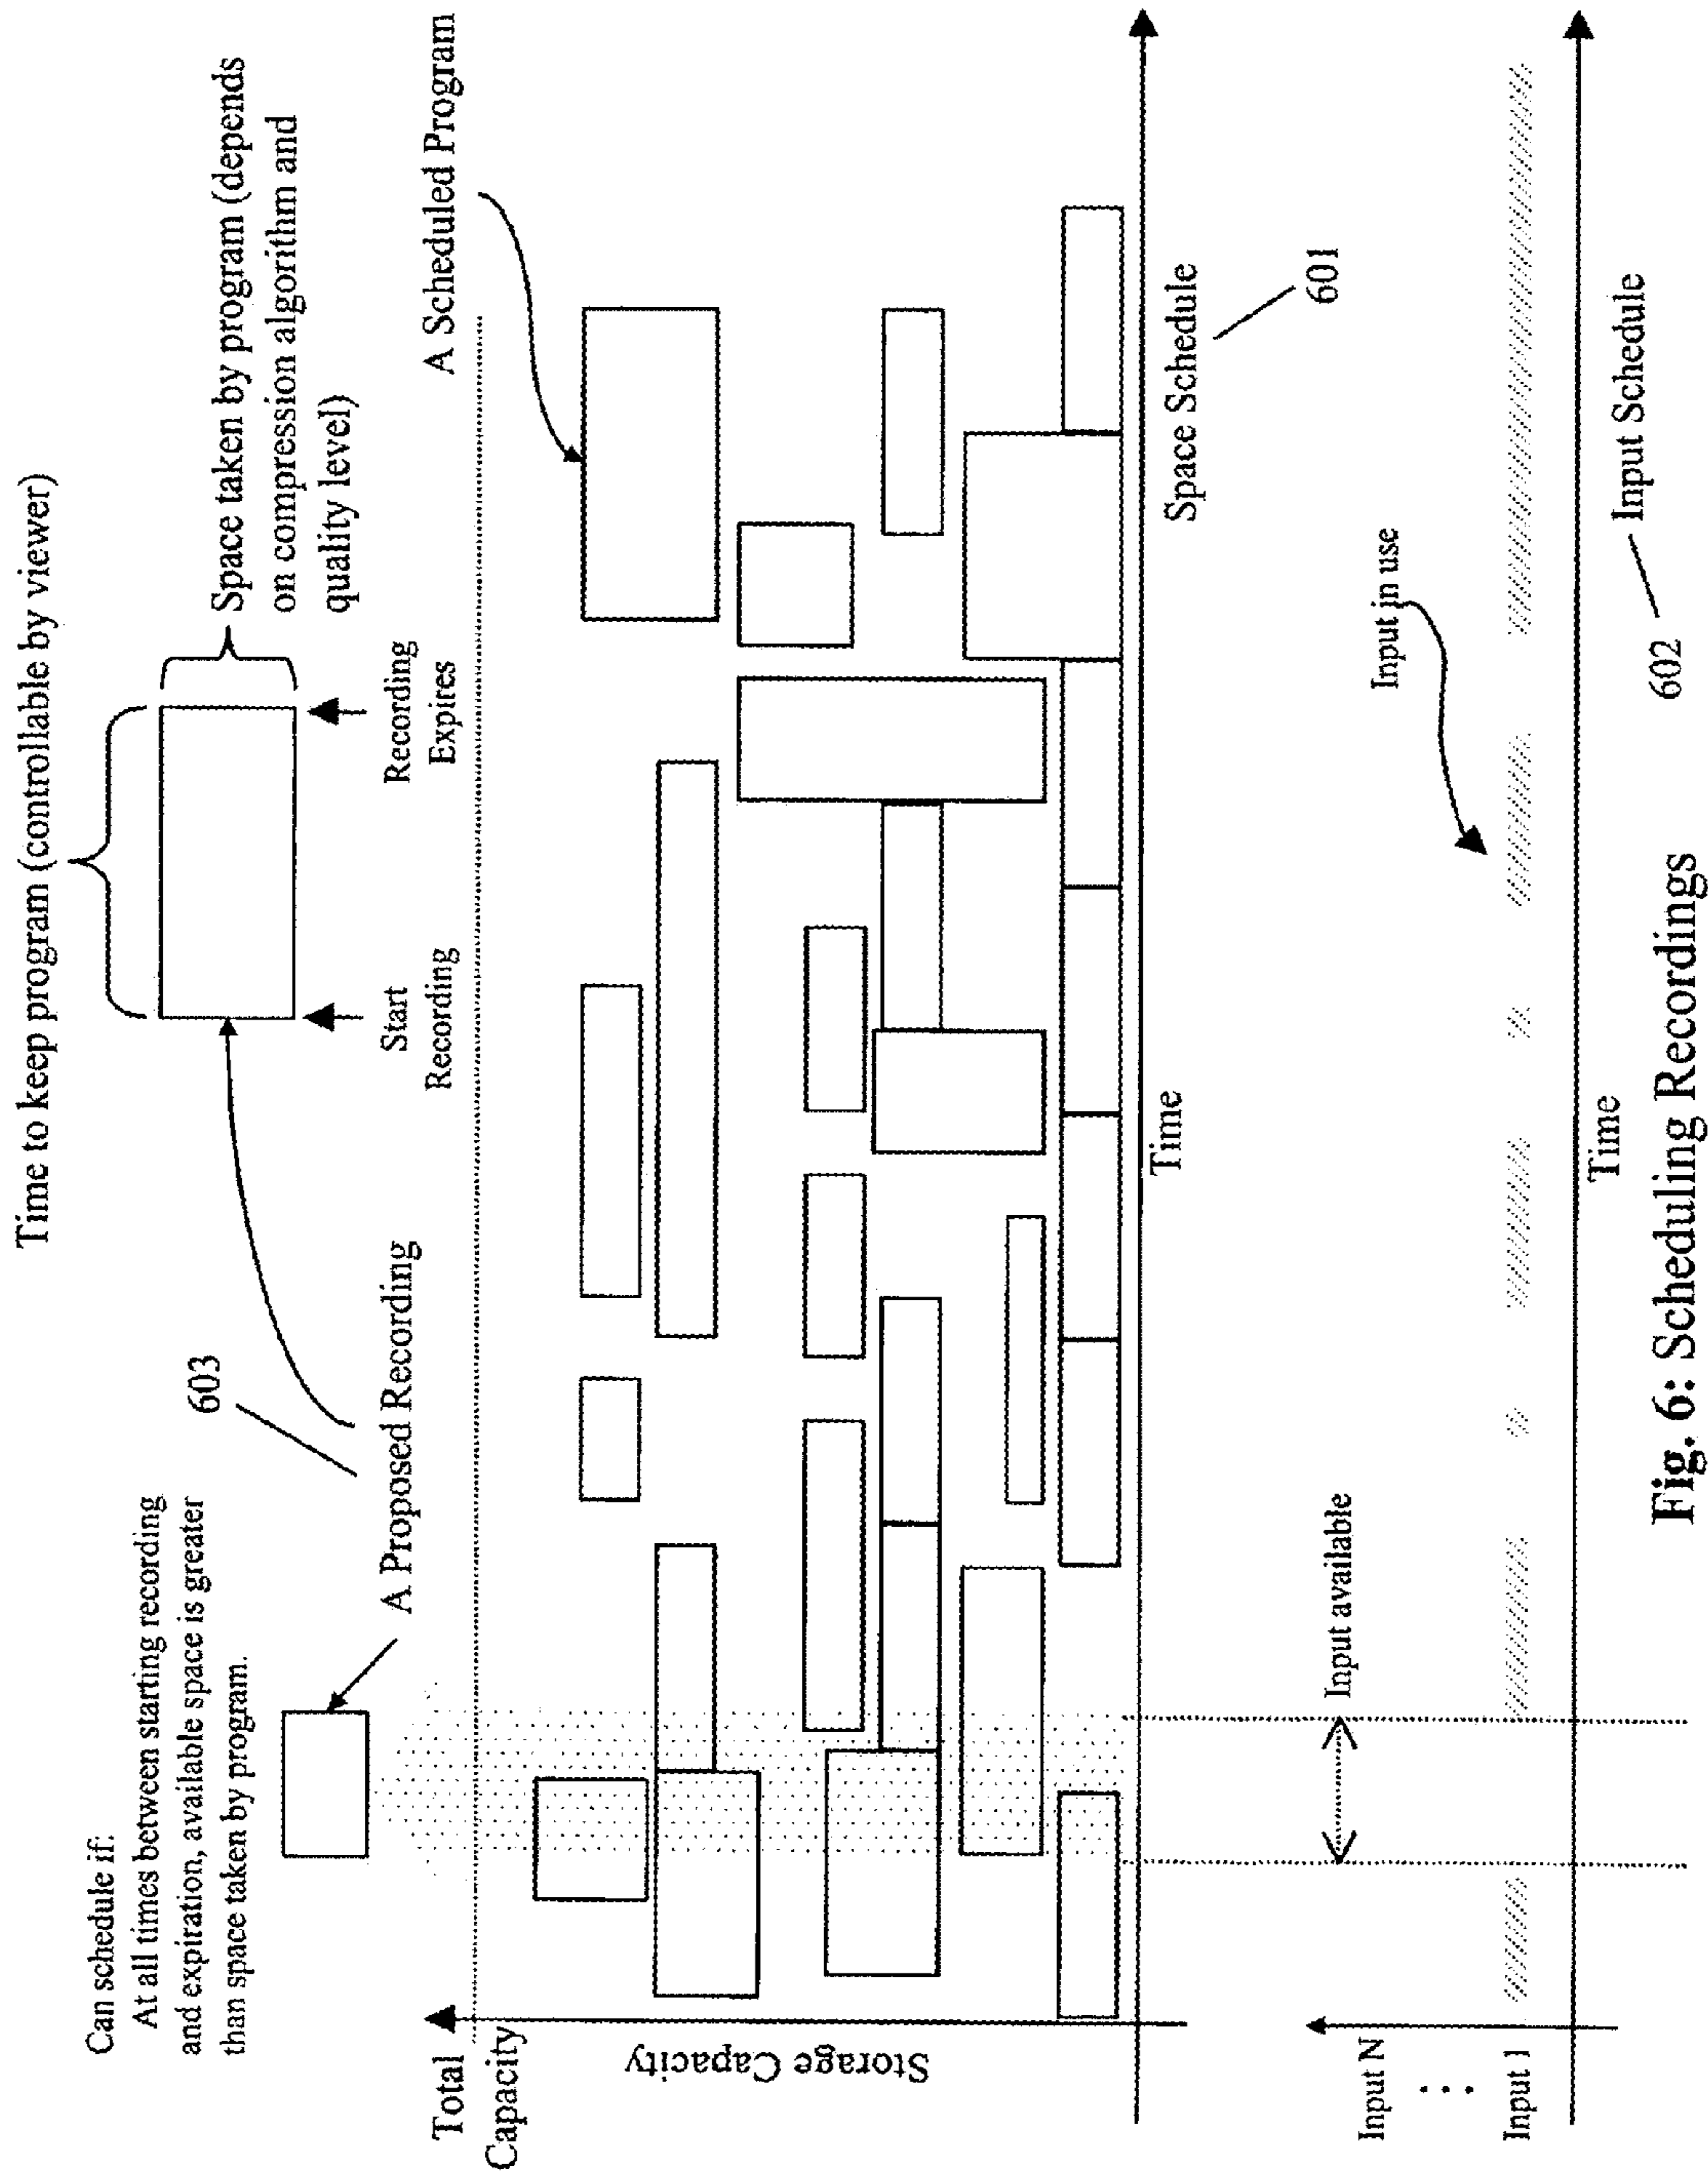 Time to keep program (controllable by viewer)
Can schedule if:
At all times between starting recording
and expiration, available space is greater
than space taken by program.
603
A Proposed Recording
Start
Recording
Recording
Expires
Space taken by program (depends
on compression algorithm and
quality level)
A Scheduled Program
Total
Capacity
Storage Capacity
Time
Space Schedule
601
Input N
Input 1
Input available
Input in use
Time
602
Input Schedule
Fig. 6: Scheduling Recordings